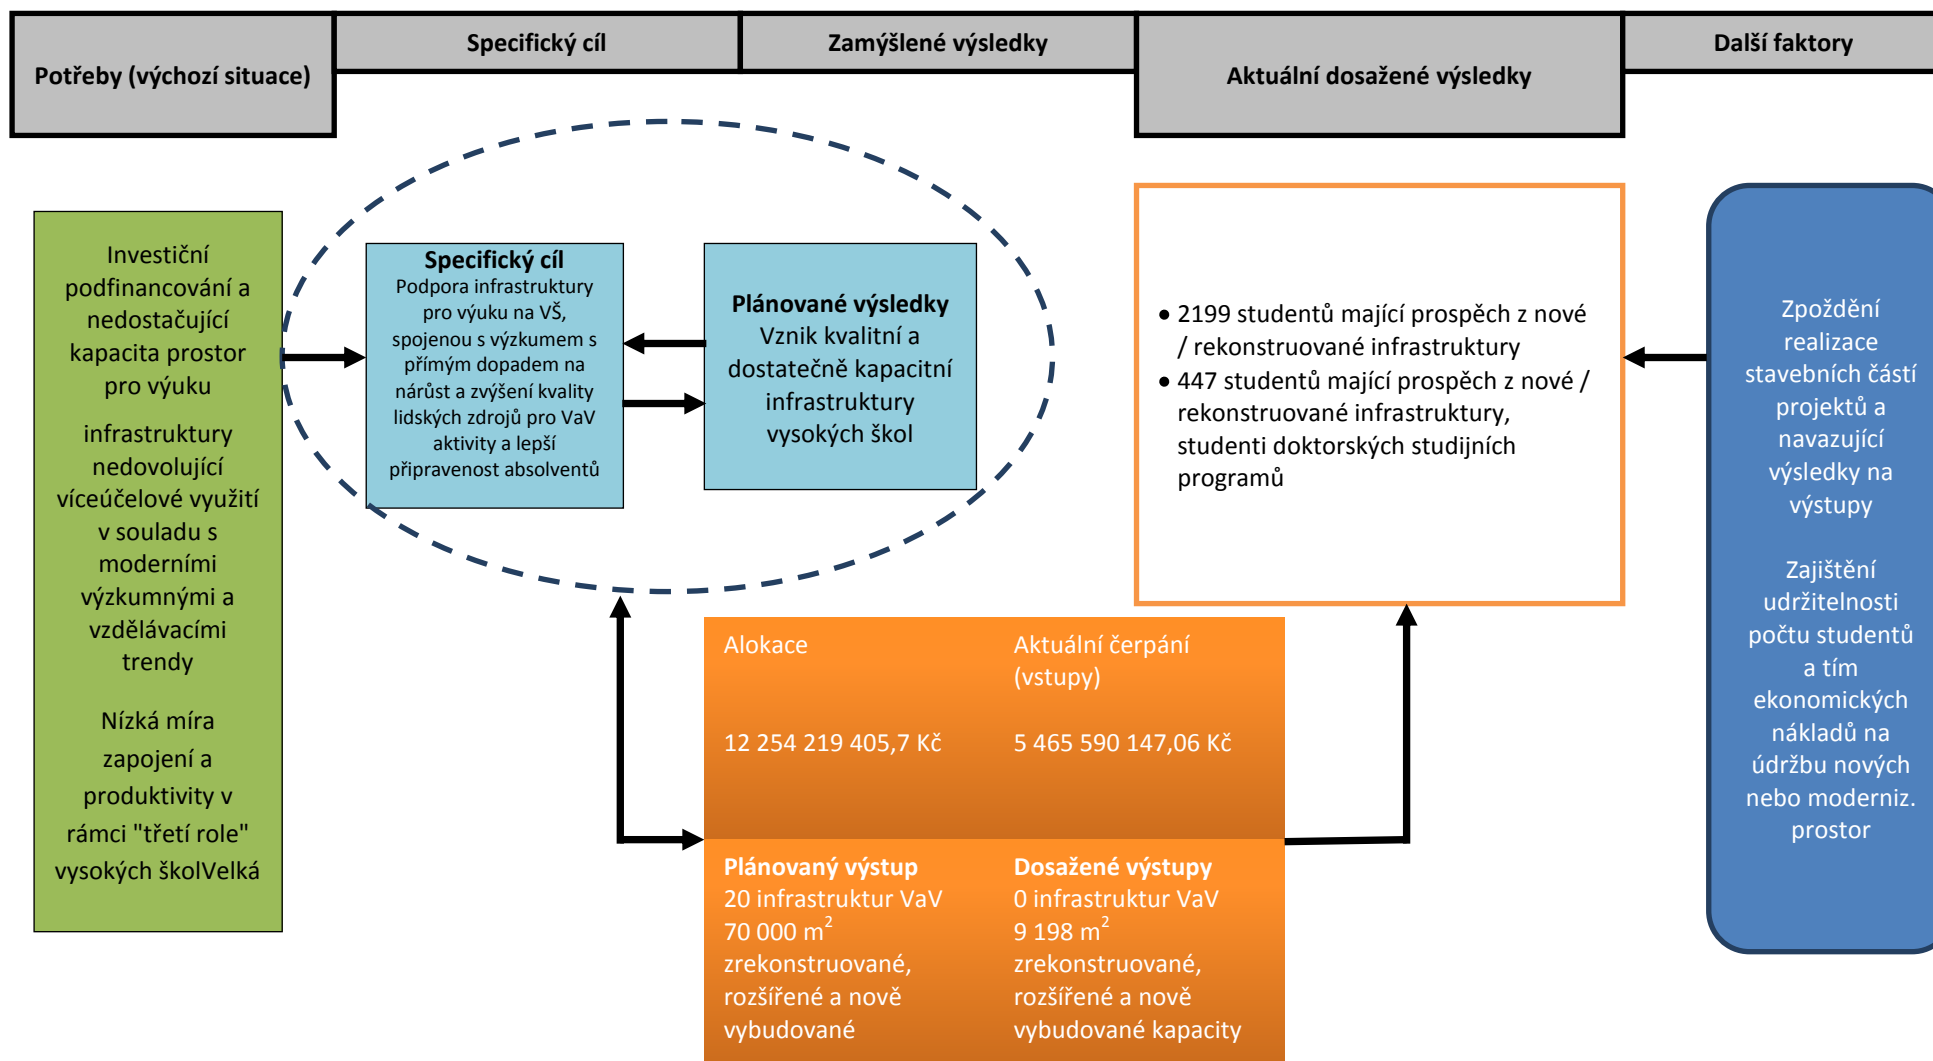 Potřeby (výchozí situace)
Specifický cíl
Zamýšlené výsledky
Aktuální dosažené výsledky
Další faktory
Investiční
podfinancování a
nedostačující
kapacita prostor
pro výuku
infrastruktury
nedovolující
víceúčelové využití
v souladu s
moderními
výzkumnými a
vzdělávacími
trendy
Nízká míra
zapojení a
produktivity v
rámci "třetí role"
vysokých školVelká
Specifický cíl
Podpora infrastruktury
pro výuku na VŠ,
spojenou s výzkumem s
přímým dopadem na
nárůst a zvýšení kvality
lidských zdrojů pro VaV
aktivity a lepší
připravenost absolventů
Plánované výsledky
Vznik kvalitní a
dostatečně kapacitní
infrastruktury
vysokých škol
• 2199 studentů mající prospěch z nové
/ rekonstruované infrastruktury
• 447 studentů mající prospěch z nové /
rekonstruované infrastruktury,
studenti doktorských studijních
programů
Zpoždění
realizace
stavebních částí
projektů a
navazující
výsledky na
výstupy
Zajištění
udržitelnosti
počtu studentů
a tím
ekonomických
nákladů na
údržbu nových
nebo moderniz.
prostor
Alokace
12 254 219 405,7 Kč
Aktuální čerpání
(vstupy)
5 465 590 147,06 Kč
Plánovaný výstup
20 infrastruktur VaV
70 000 m²
zrekonstruované,
rozšířené a nově
vybudované
Dosažené výstupy
0 infrastruktur VaV
9 198 m²
zrekonstruované,
rozšířené a nově
vybudované kapacity